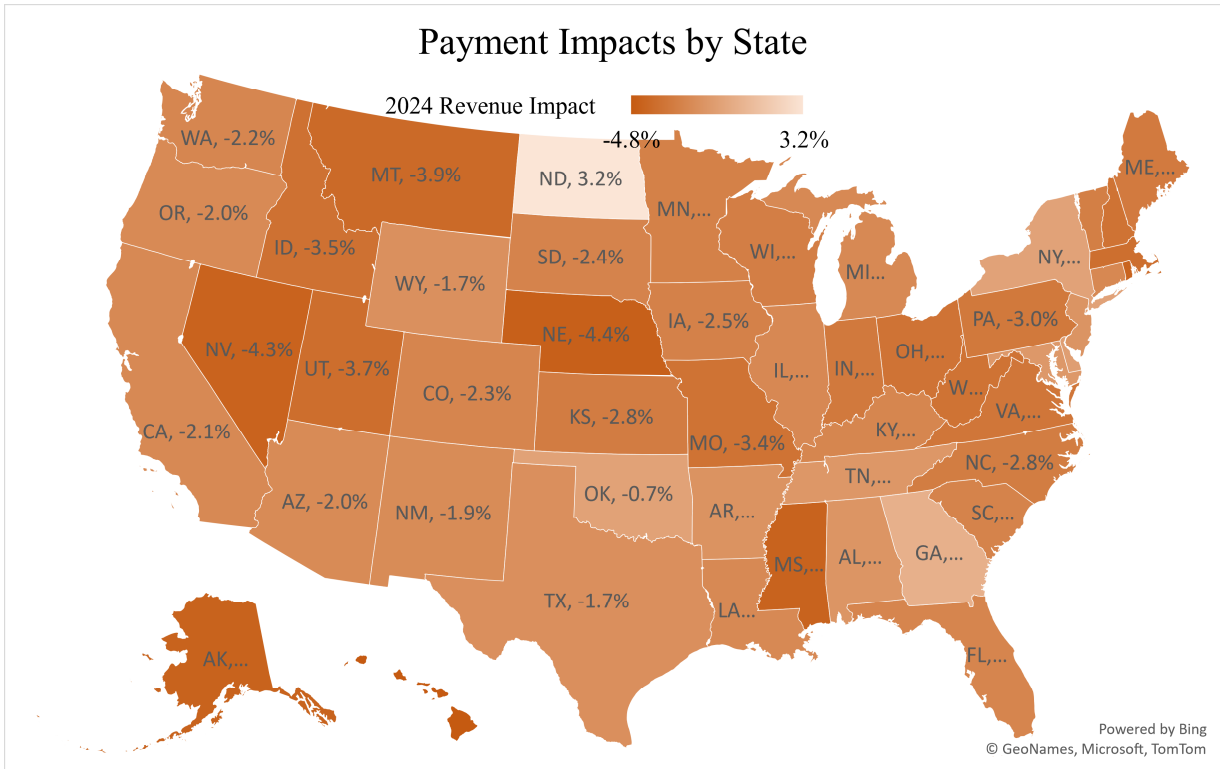 Payment Impacts by State
2024 Revenue Impact
-4.8%
3.2%
WA, -2.2%
MT, -3.9%
ND, 3.2%
MN,...
ME,...
OR, -2.0%
ID, -3.5%
SD, -2.4%
WI,...
MI...
NY,...
WY, -1.7%
NV, -4.3%
UT, -3.7%
NE, -4.4%
IA, -2.5%
PA, -3.0%
CO, -2.3%
IL,...
IN,...
OH,...
W...
VA,...
CA, -2.1%
KS, -2.8%
MO, -3.4%
KY,...
NC, -2.8%
TN,...
AZ, -2.0%
NM, -1.9%
OK, -0.7%
AR,...
SC,...
TX, -1.7%
LA...
MS,...
AL,...
GA,...
AK,...
FL,...
Powered by Bing
© GeoNames, Microsoft, TomTom